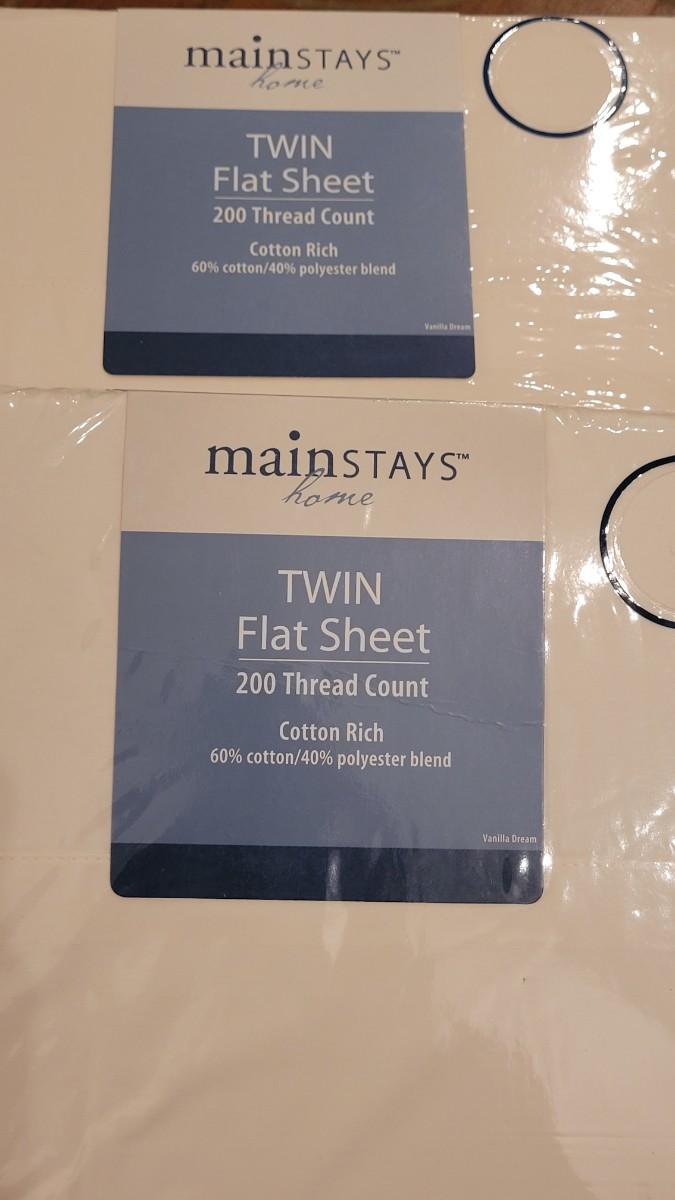 mainSTAYS™
home
TWIN
Flat Sheet
200 Thread Count
Cotton Rich
60% cotton/40% polyester blend
Vanilla Dream
mainSTAYS™
home
TWIN
Flat Sheet
200 Thread Count
Cotton Rich
60% cotton/40% polyester blend
Vanilla Dream